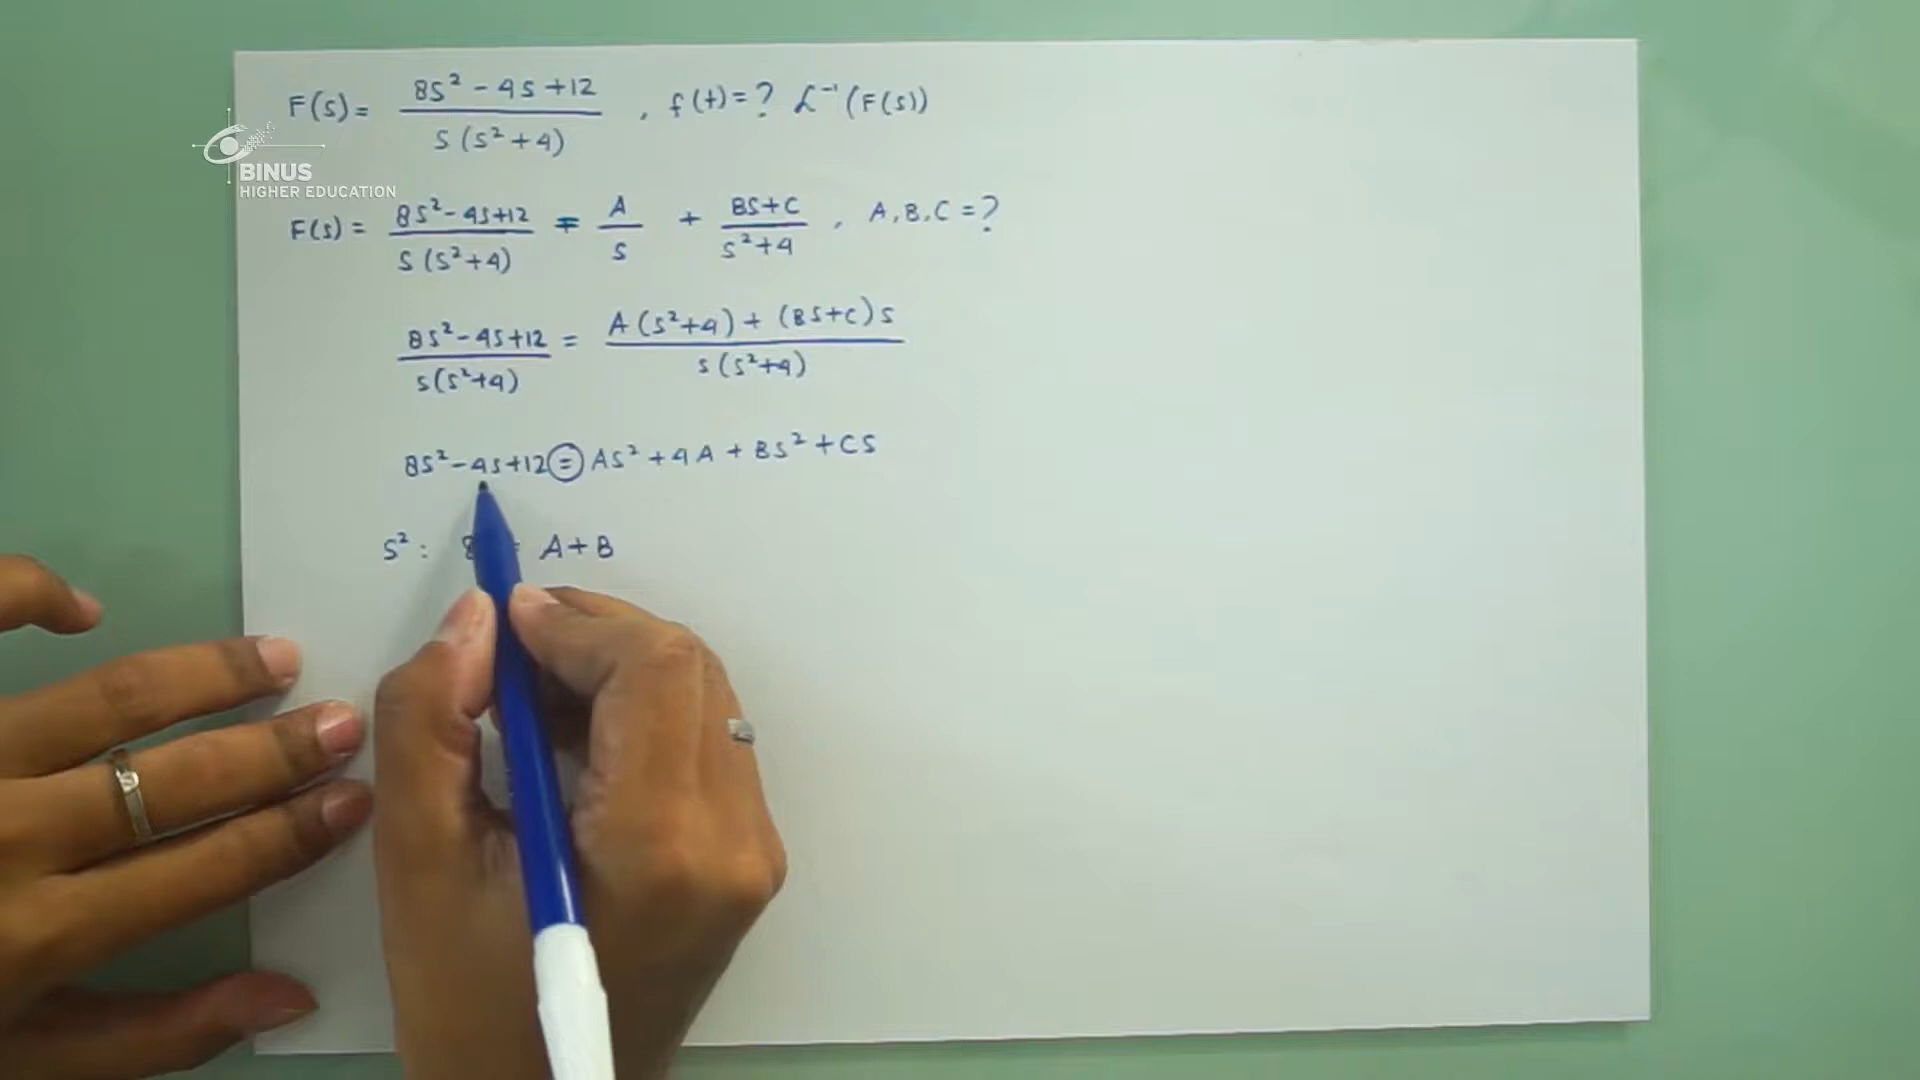 F(s) = 8s² - 4s + 12 / s(s² + 4) , f(t) = ? ℒ⁻¹(F(s))
BINUS
HIGHER EDUCATION
F(s) = 8s² - 4s + 12 / s(s² + 4) = A / s + Bs + C / s² + 4 , A, B, C = ?
8s² - 4s + 12 / s(s² + 4) = A(s² + 4) + (Bs + C)s / s(s² + 4)
8s² - 4s + 12 = As² + 4A + Bs² + Cs
s² : 8 = A + B